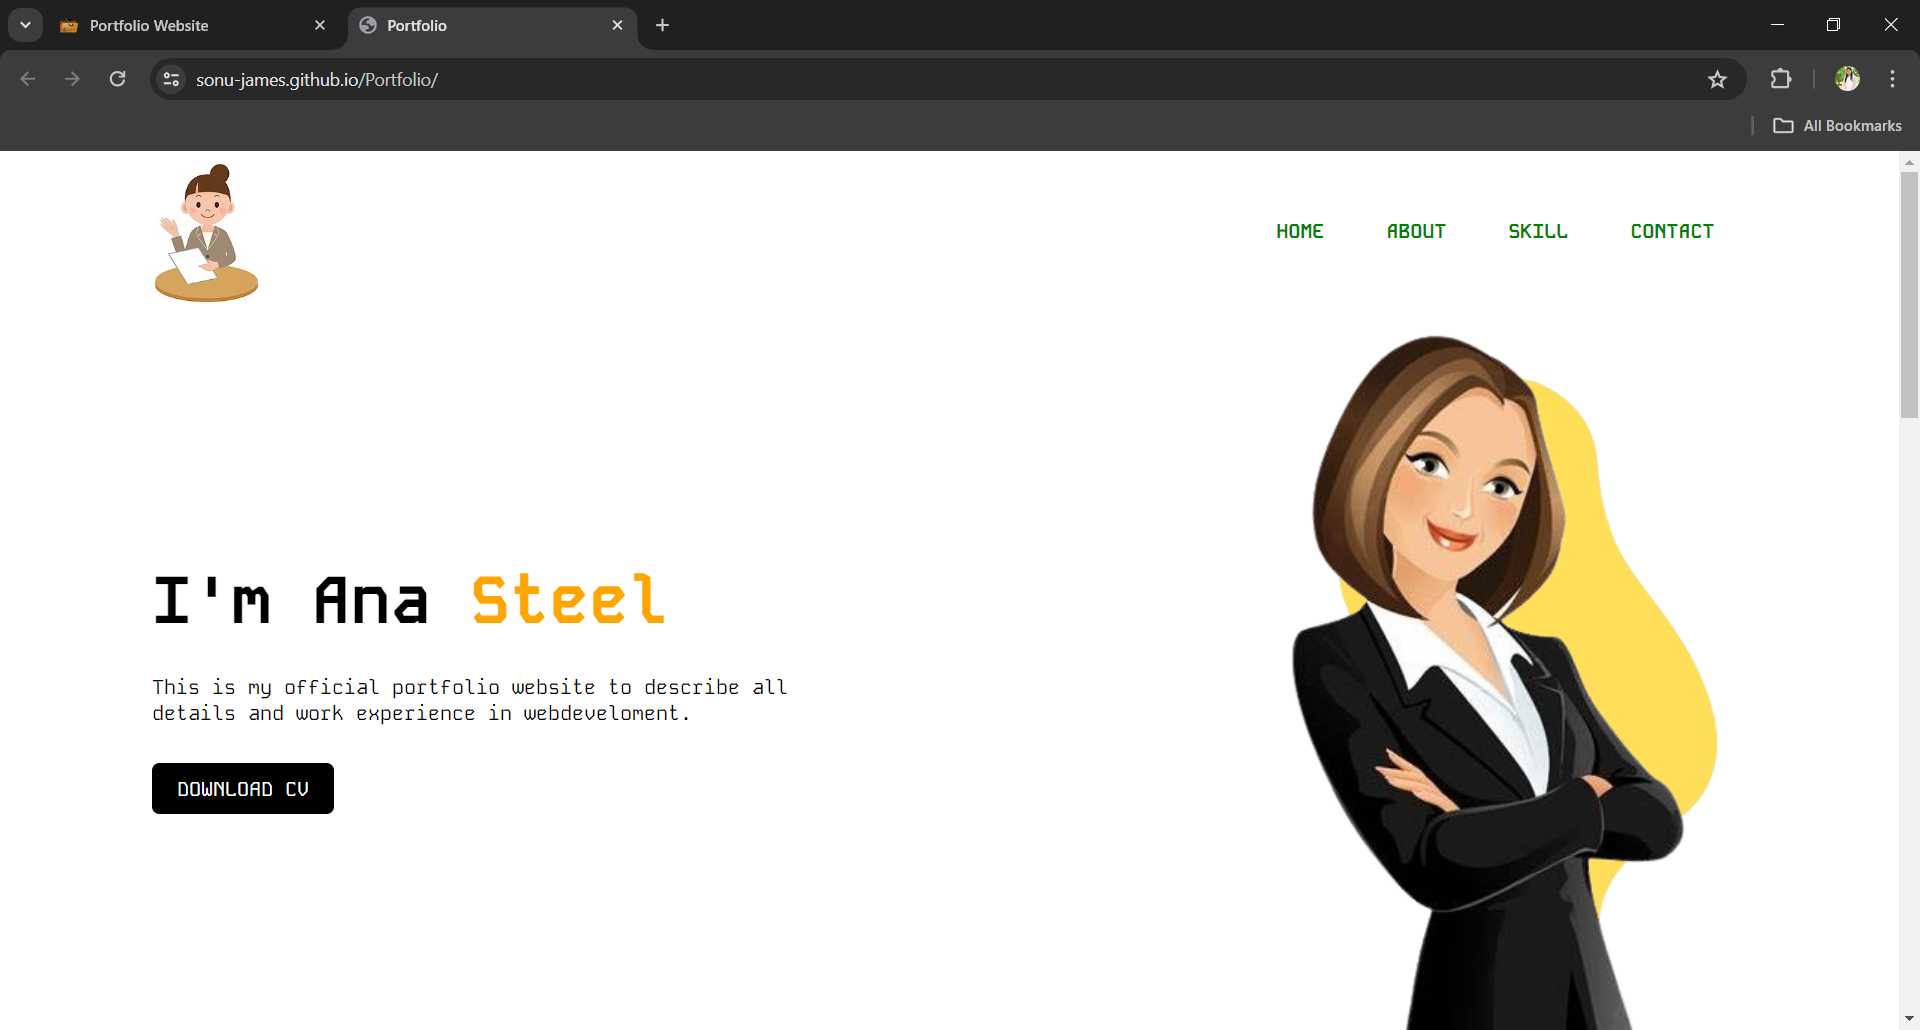 Portfolio Website
Portfolio
sonu-james.github.io/Portfolio/
All Bookmarks
HOME ABOUT SKILL CONTACT
I'm Ana Steel
This is my official portfolio website to describe all
details and work experience in webdeveloment.
DOWNLOAD CV